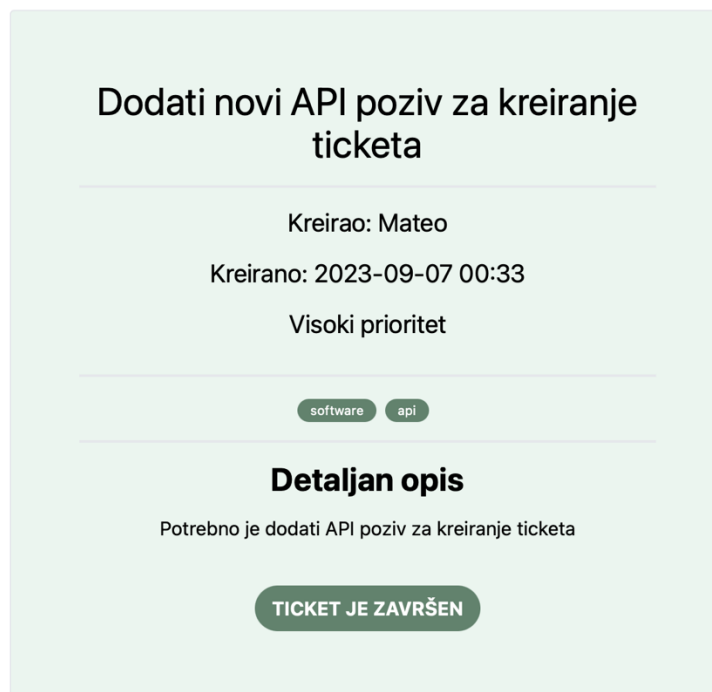 Dodati novi API poziv za kreiranje
ticketa
Kreirao: Mateo
Kreirano: 2023-09-07 00:33
Visoki prioritet
software api
Detaljan opis
Potrebno je dodati API poziv za kreiranje ticketa
TICKET JE ZAVRŠEN